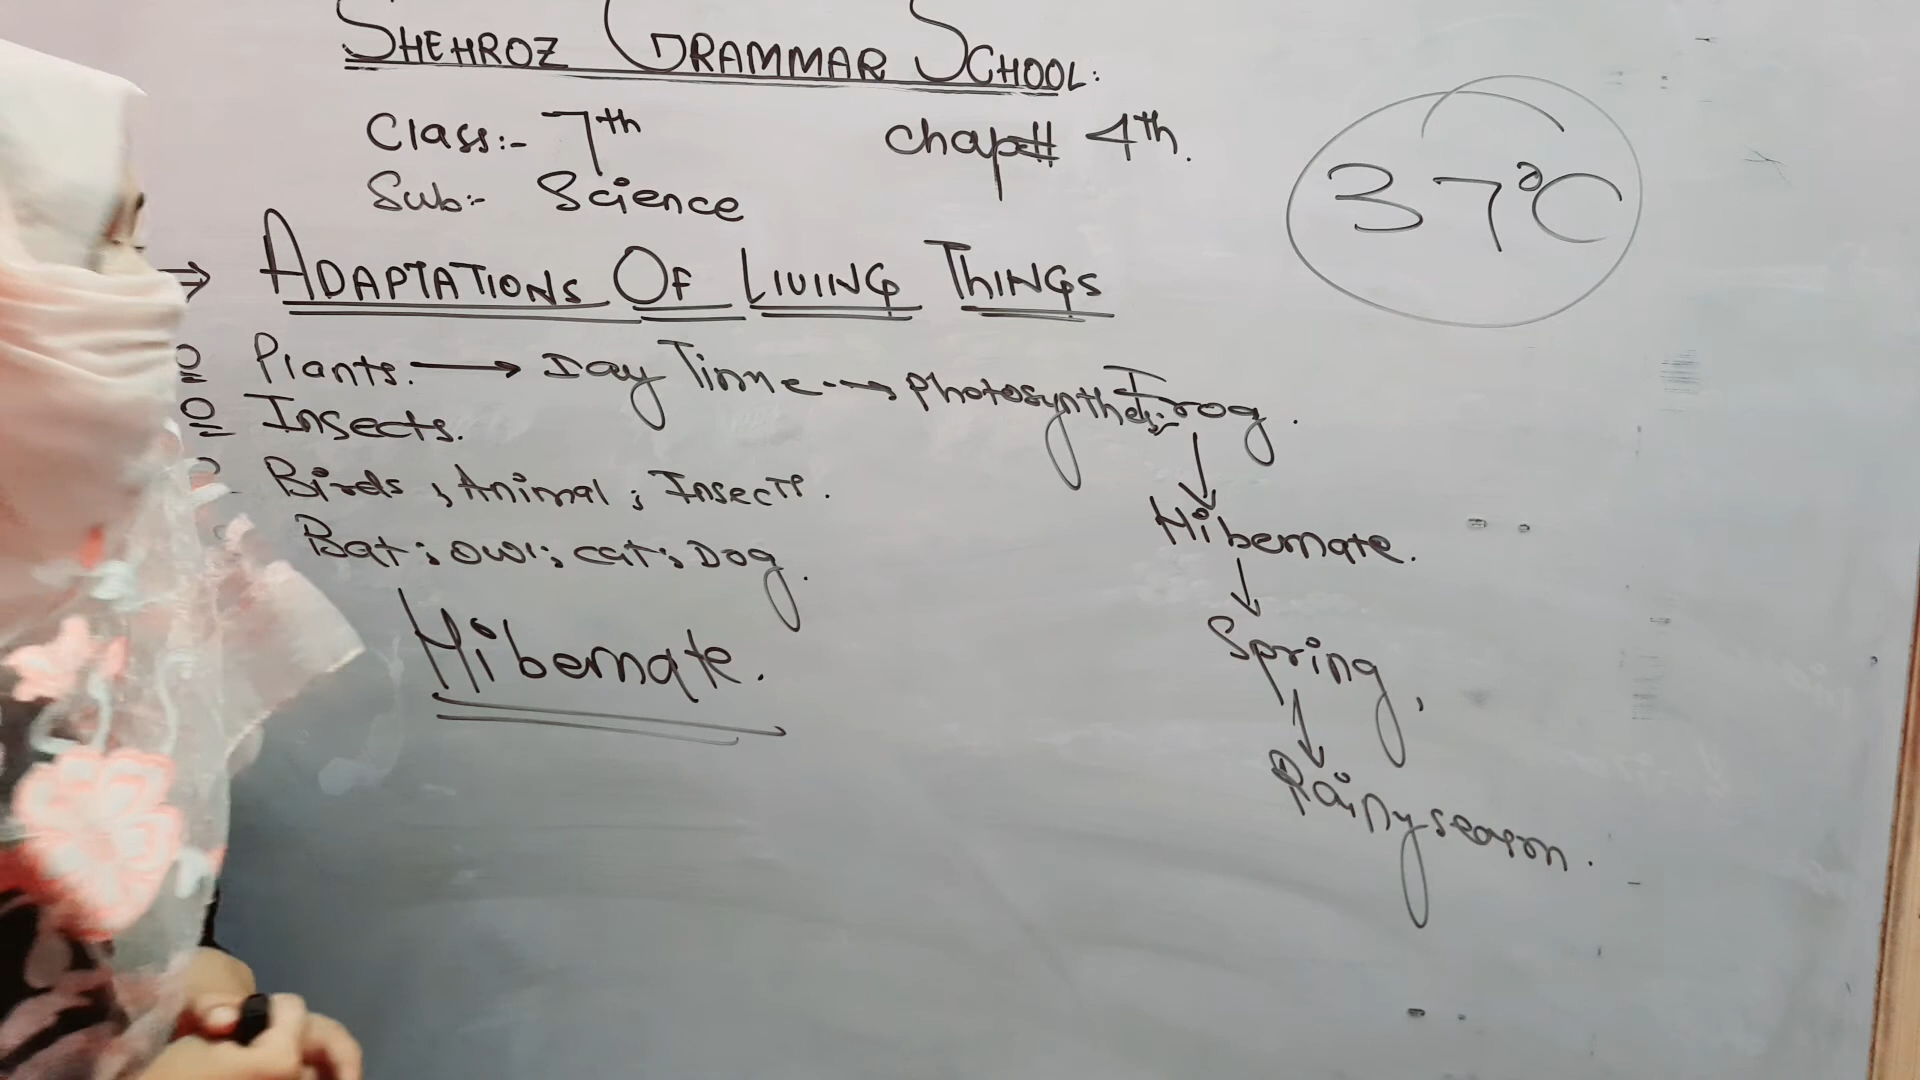 SHEHROZ GRAMMAR SCHOOL:
Class:- 7th chap# 4th.
Sub:- Science
37°C
⇒ ADAPTATIONS OF LIVING THINGS
Plants. → Day Time --→ Photosynthesis
Insects.
Birds, Animal, Insects.
Bat; owl; cat; Dog.
Hibernate.
Frog.
↓
Hibernate.
↓
Spring,
↓
Rainy season.